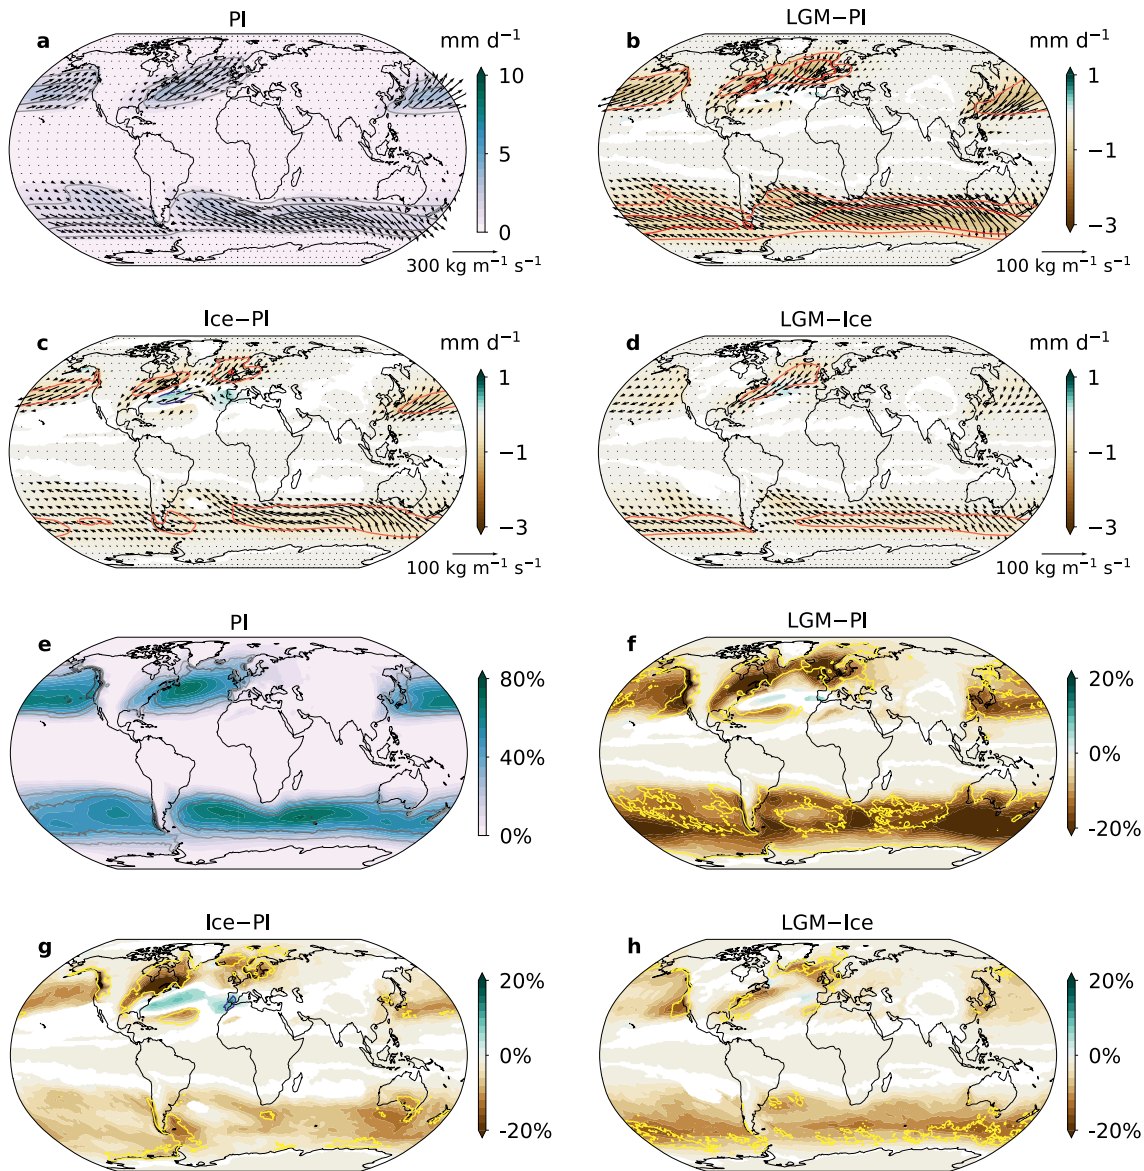 PI
LGM−PI
a
mm d⁻¹
10
5
0
300 kg m⁻¹ s⁻¹
b
mm d⁻¹
1
−1
−3
100 kg m⁻¹ s⁻¹
Ice−PI
LGM−Ice
c
mm d⁻¹
1
−1
−3
100 kg m⁻¹ s⁻¹
d
mm d⁻¹
1
−1
−3
100 kg m⁻¹ s⁻¹
PI
LGM−PI
e
80%
40%
0%
f
20%
0%
-20%
Ice−PI
LGM−Ice
g
20%
0%
-20%
h
20%
0%
-20%